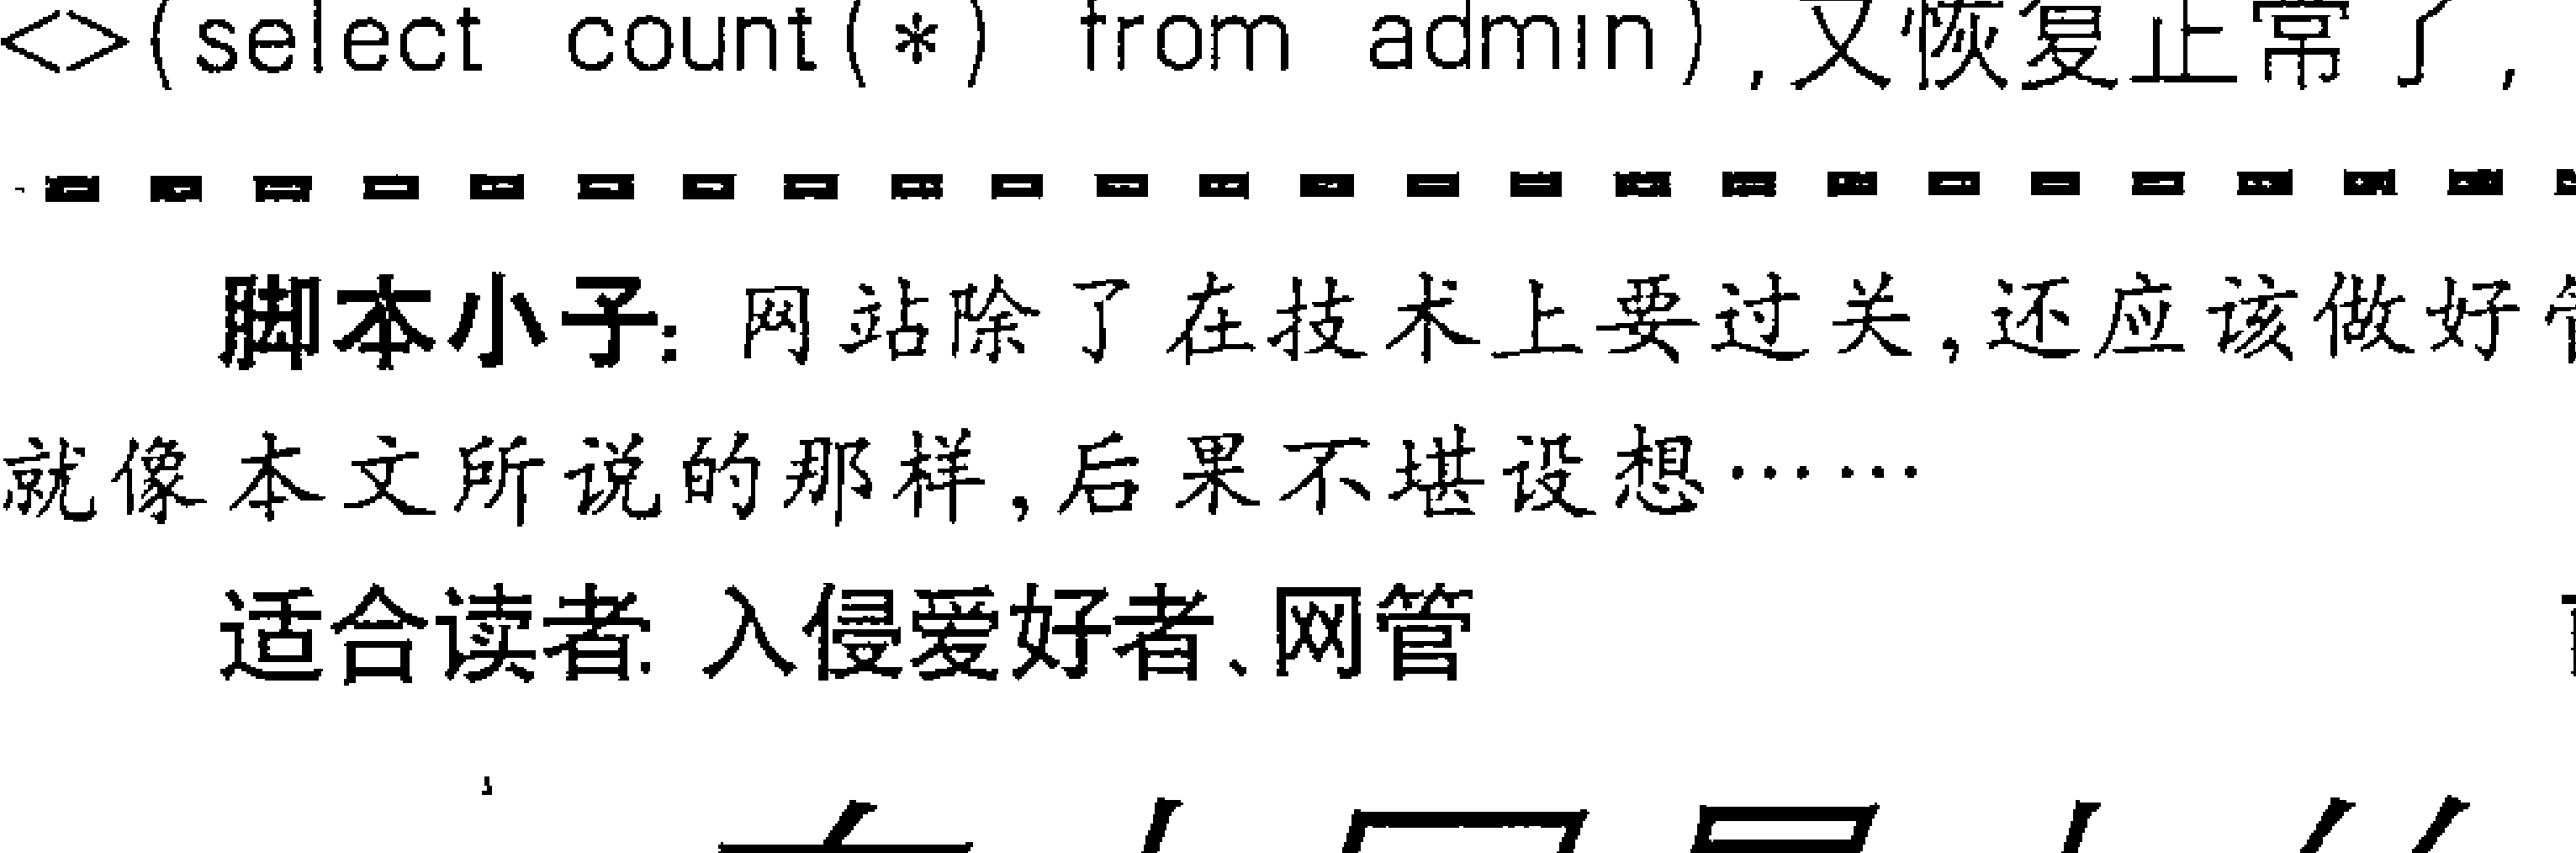 <>(select count(*) from admin),又恢复正常了,
脚本小子:网站除了在技术上要过关,还应该做好
就像本文所说的那样,后果不堪设想……
适合读者. 入侵爱好者、网管